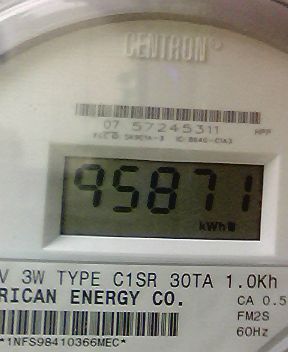 CENTRON®
07 57245311 HPP
95871
kWh
V 3W TYPE C1SR 30TA 1.0Kh
RICAN ENERGY CO.
CA 0.5
FM2S
60Hz
*1NFS98410366MEC*